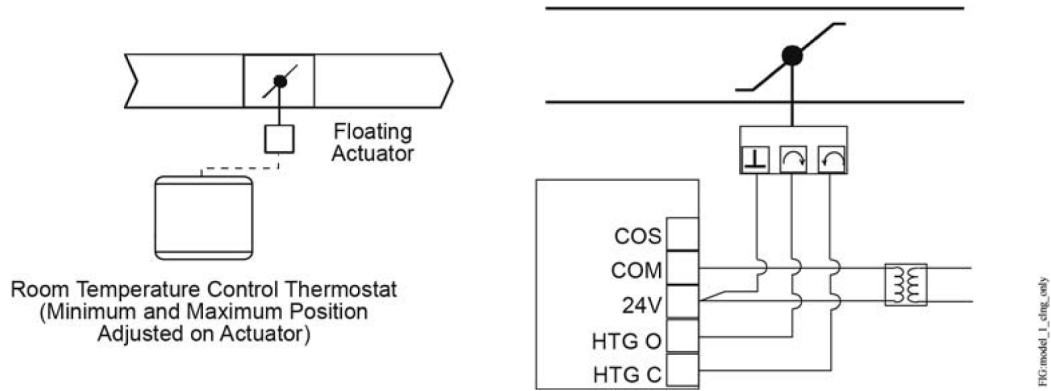 Floating
Actuator
Room Temperature Control Thermostat
(Minimum and Maximum Position
Adjusted on Actuator)
COS
COM
24V
HTG O
HTG C
FIG:model_1_clng_only